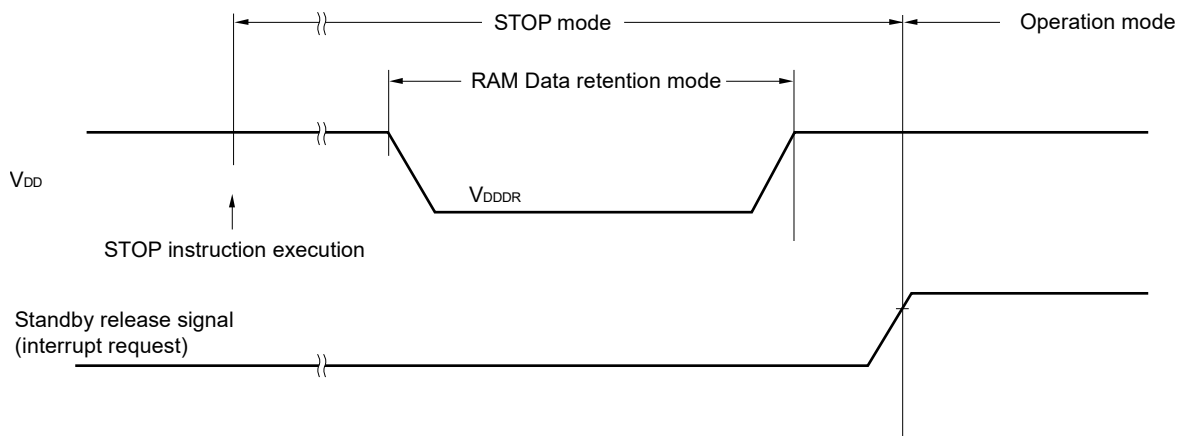 STOP mode
Operation mode
RAM Data retention mode
VDD
VDDDR
STOP instruction execution
Standby release signal
(interrupt request)